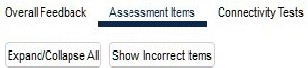 Overall Feedback Assessment Items Connectivity Tests
Expand/Collapse All Show Incorrect items